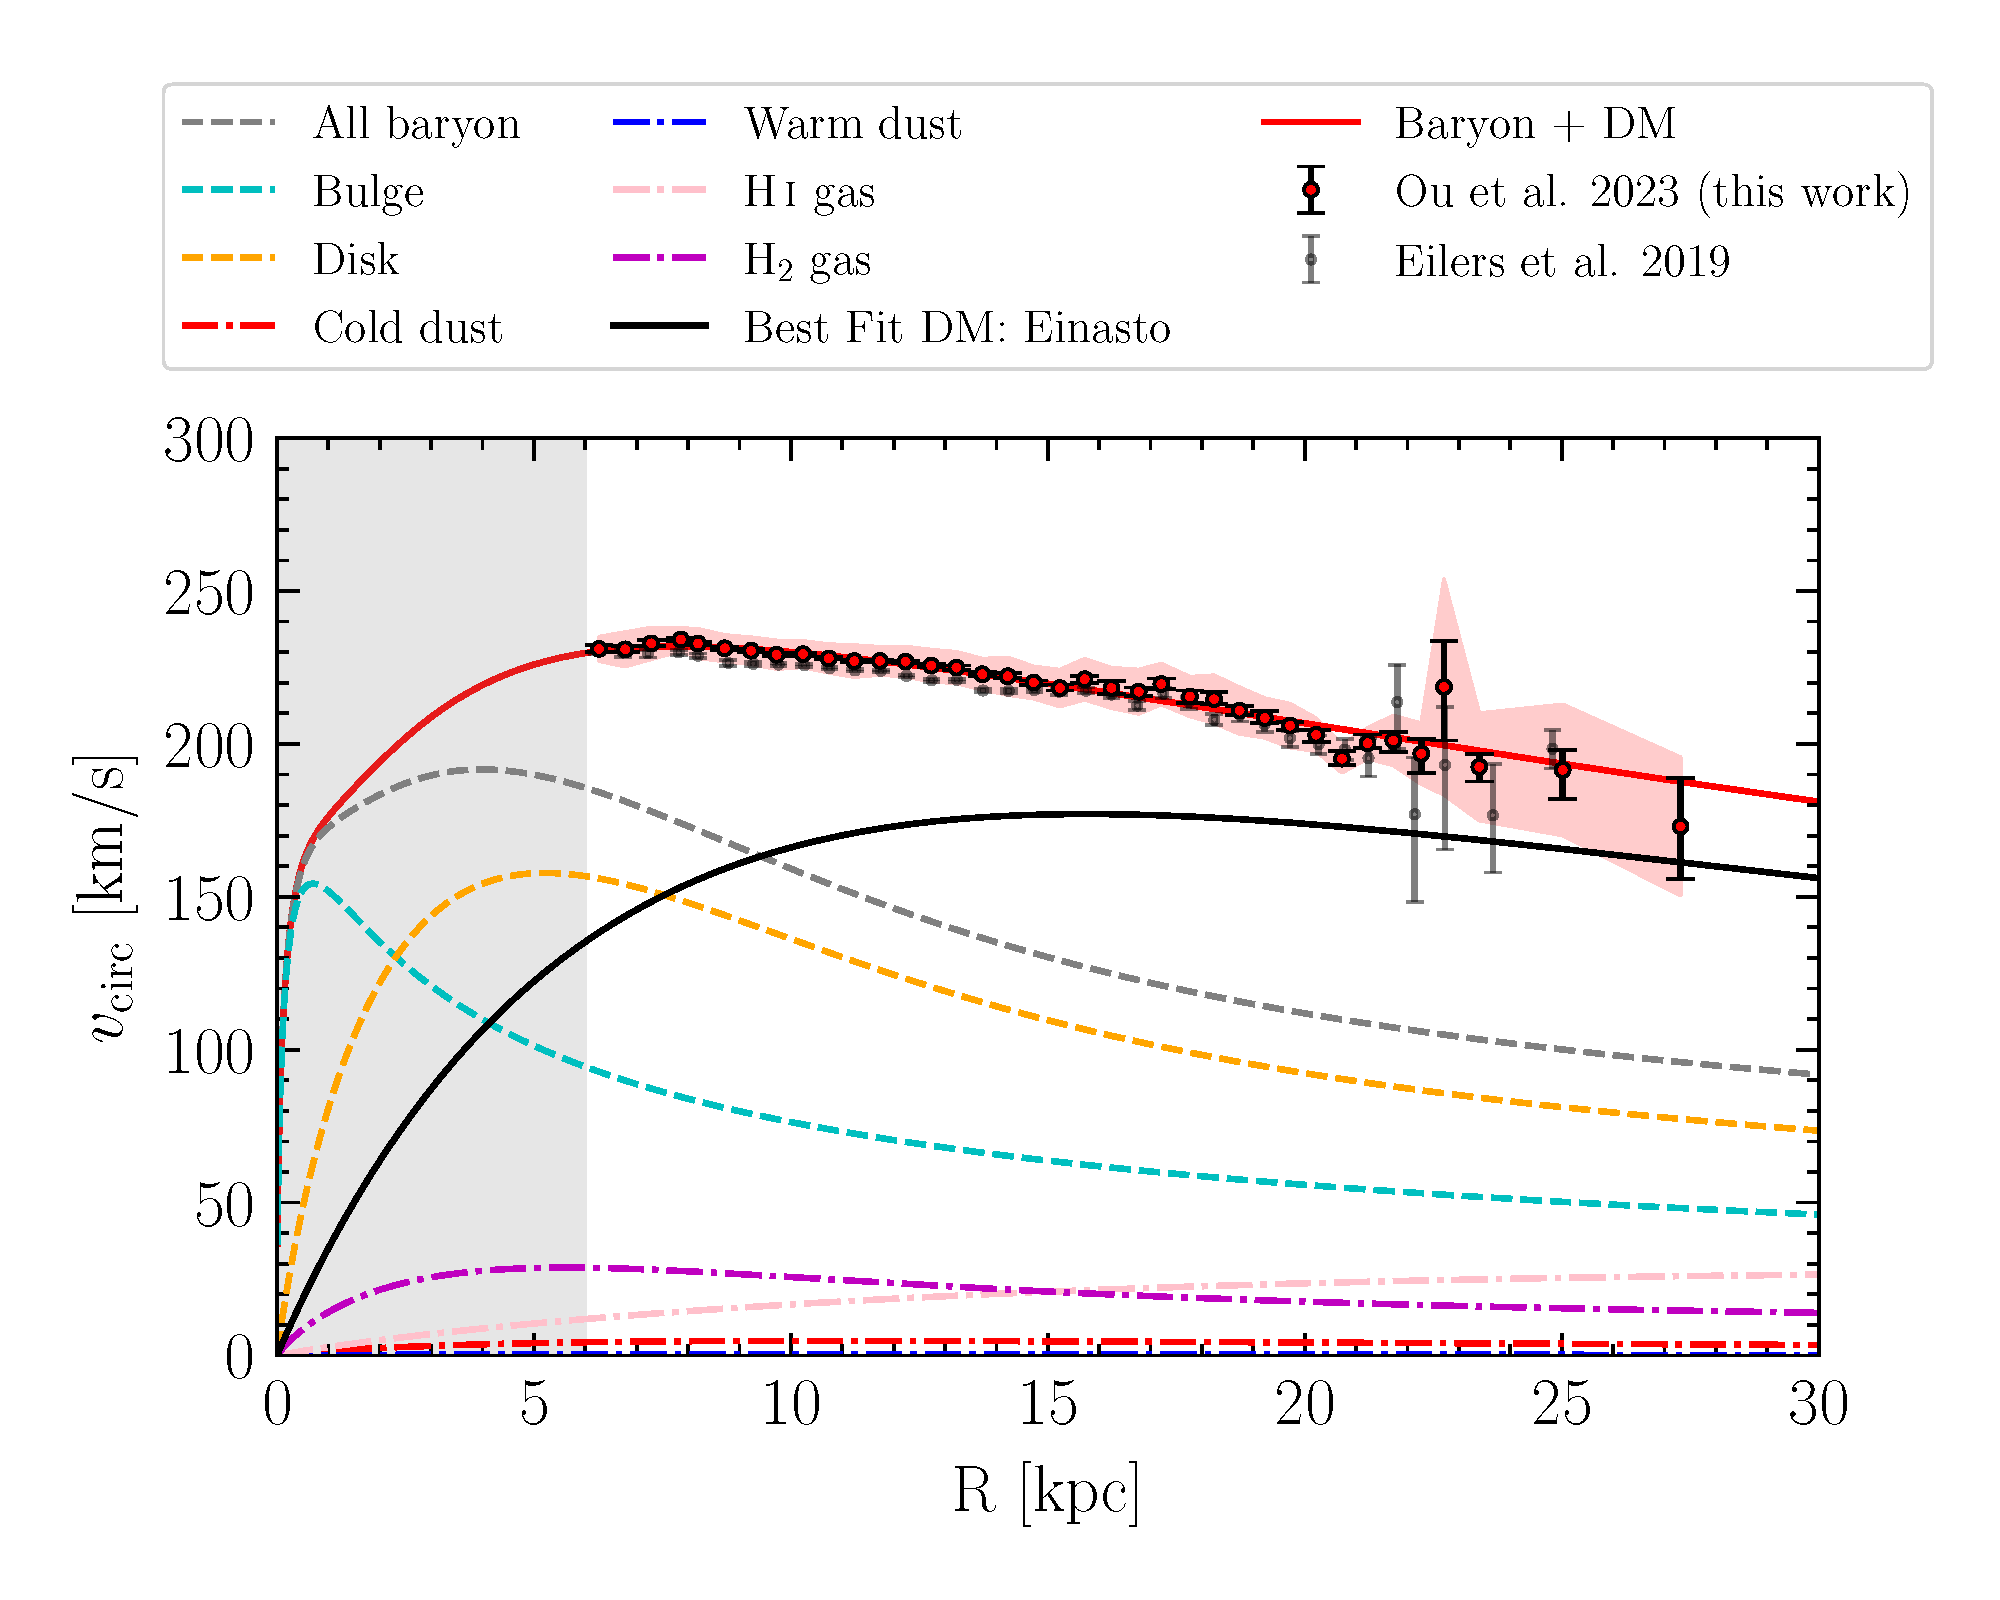 All baryon
Bulge
Disk
Cold dust
Warm dust
H I gas
H₂ gas
Best Fit DM: Einasto
Baryon + DM
Ou et al. 2023 (this work)
Eilers et al. 2019
300
250
200
150
100
50
0
v_circ [km/s]
0 5 10 15 20 25 30
R [kpc]